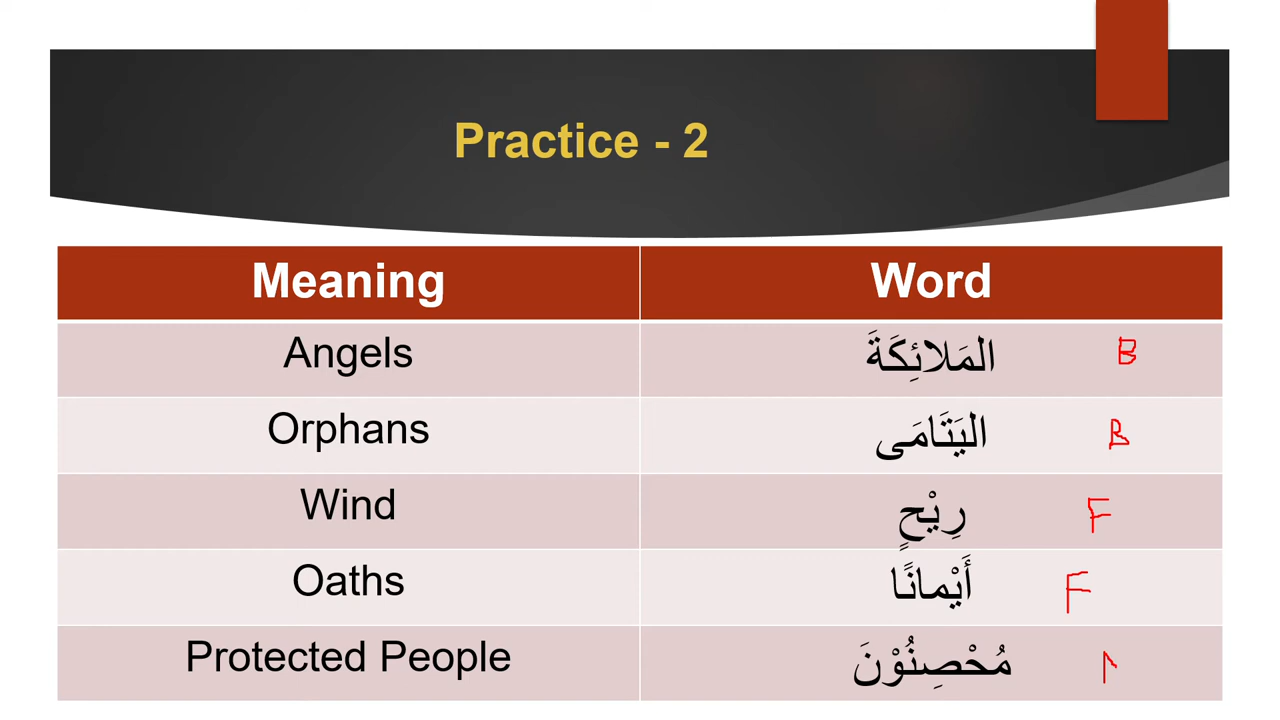 Practice - 2
Meaning Word
Angels المَلائِكَةَ B
Orphans اليَتَامَى B
Wind رِيْحٍ F
Oaths أَيْمانًا F
Protected People مُحْصِنُوْنَ